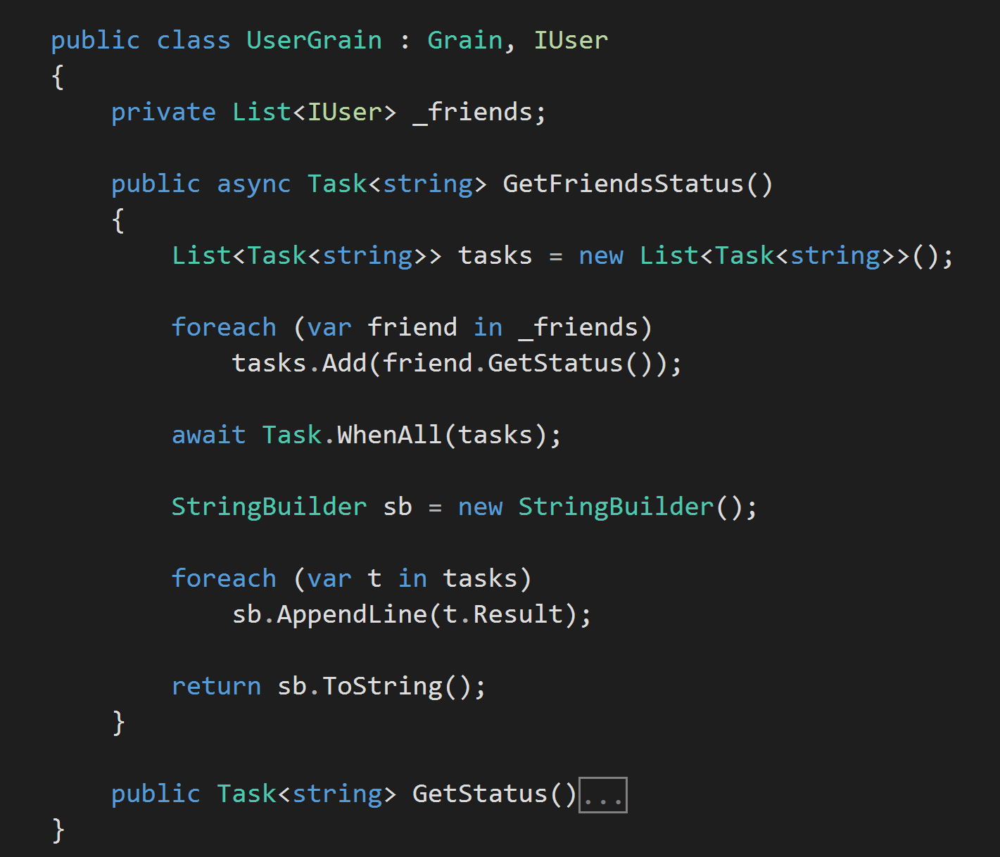 public class UserGrain : Grain, IUser
{
    private List<IUser> _friends;

    public async Task<string> GetFriendsStatus()
    {
        List<Task<string>> tasks = new List<Task<string>>();

        foreach (var friend in _friends)
            tasks.Add(friend.GetStatus());

        await Task.WhenAll(tasks);

        StringBuilder sb = new StringBuilder();

        foreach (var t in tasks)
            sb.AppendLine(t.Result);

        return sb.ToString();
    }

    public Task<string> GetStatus()...
}